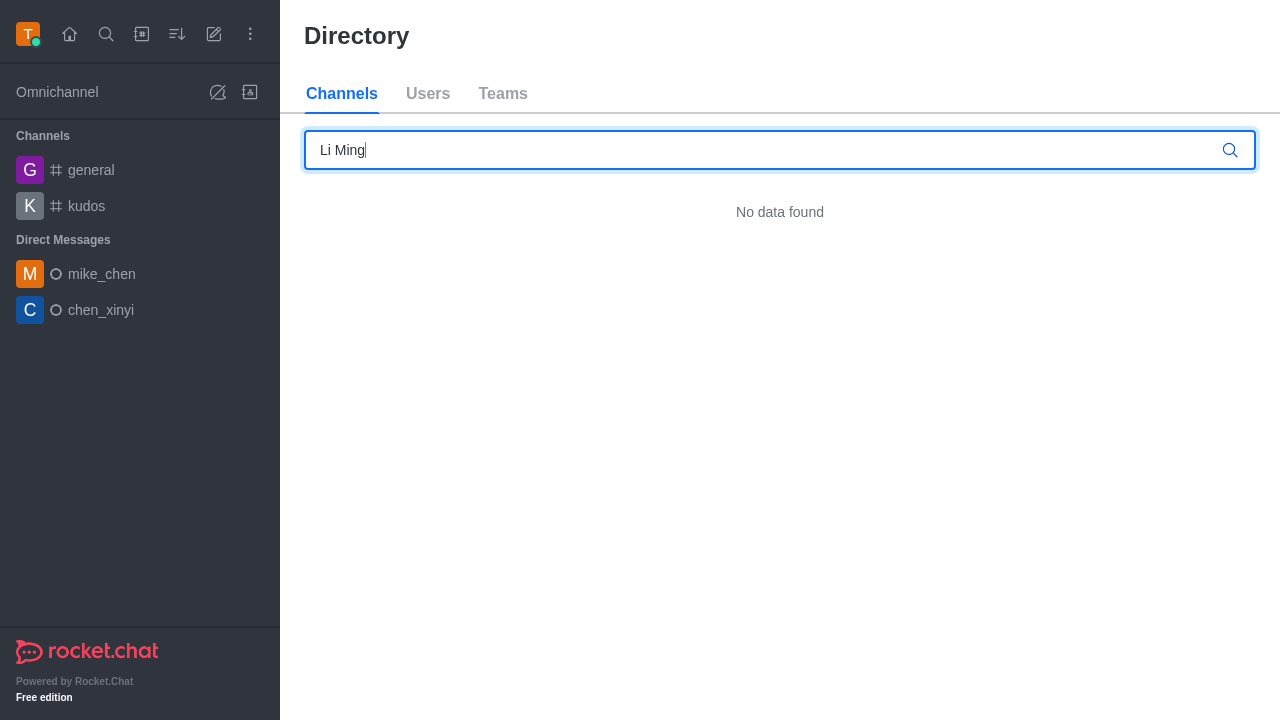 T
Omnichannel
Channels
G general
K kudos
Direct Messages
M mike_chen
C chen_xinyi
rocket.chat
Powered by Rocket.Chat
Free edition
Directory
Channels Users Teams
Li Ming
No data found